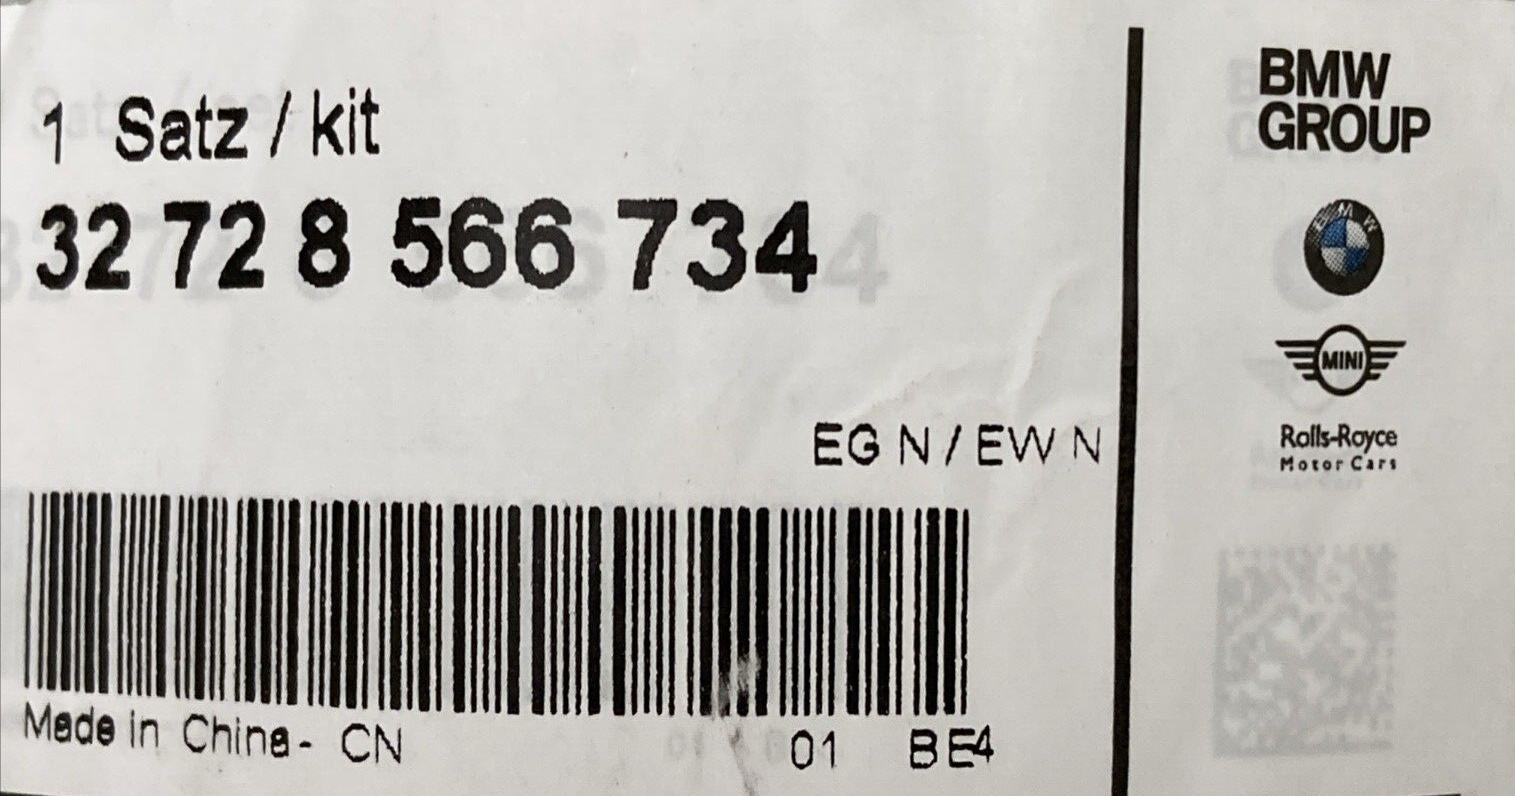 1 Satz / kit
32 72 8 566 734
EG N / EW N
Made in China - CN
01 BE4
BMW
GROUP
BMW
MINI
Rolls-Royce
Motor Cars